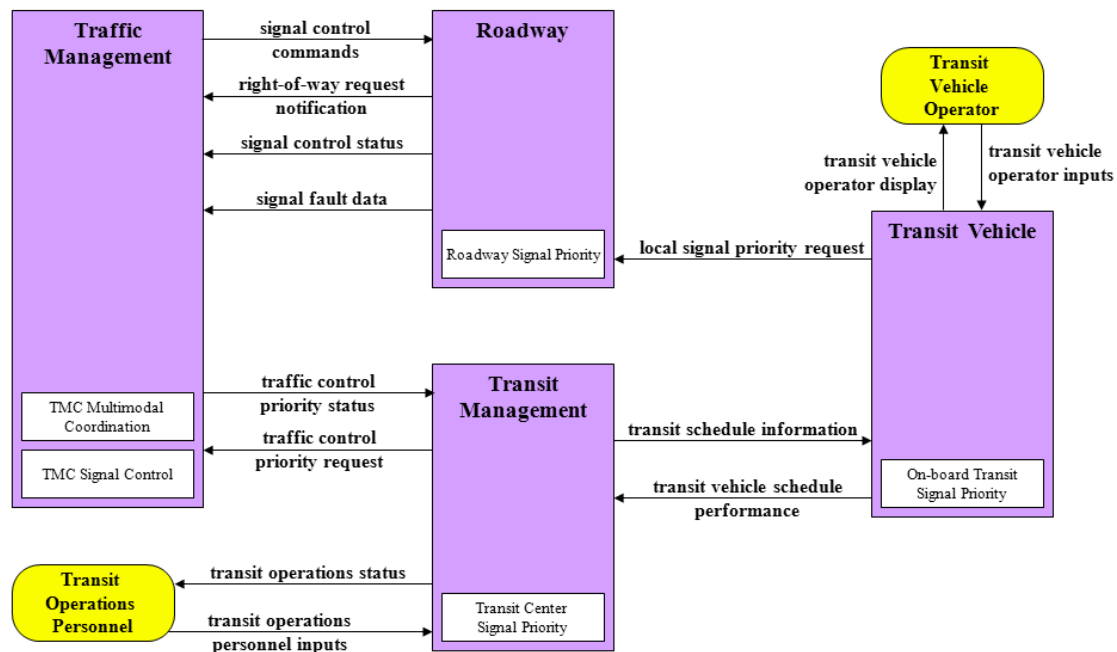 Traffic
Management
signal control
commands
right-of-way request
notification
signal control status
signal fault data
Roadway
Roadway Signal Priority
Transit
Vehicle
Operator
transit vehicle
operator display
transit vehicle
operator inputs
Transit Vehicle
local signal priority request
On-board Transit
Signal Priority
TMC Multimodal
Coordination
TMC Signal Control
traffic control
priority status
traffic control
priority request
Transit
Management
transit schedule information
transit vehicle schedule
performance
Transit Center
Signal Priority
Transit
Operations
Personnel
transit operations status
transit operations
personnel inputs